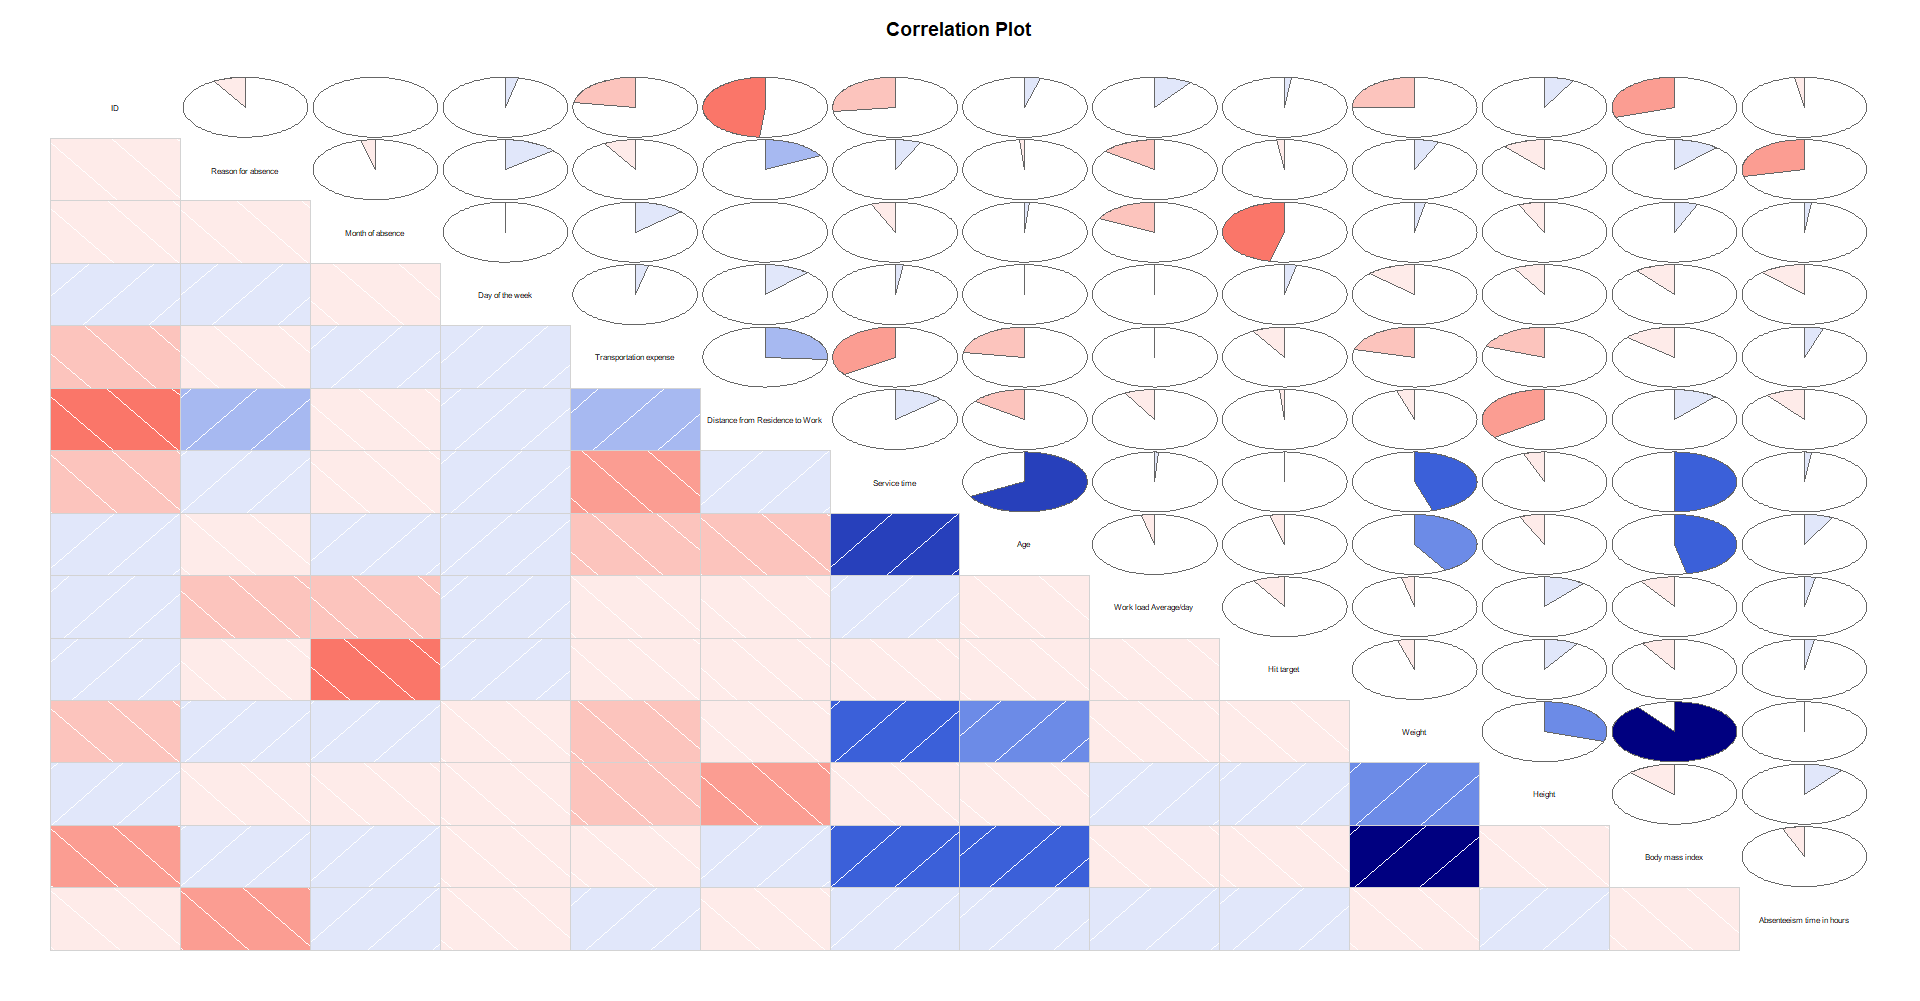 Correlation Plot
ID
Reason for absence
Month of absence
Day of the week
Transportation expense
Distance from Residence to Work
Service time
Age
Work load Average/day
Hit target
Weight
Height
Body mass index
Absenteeism time in hours